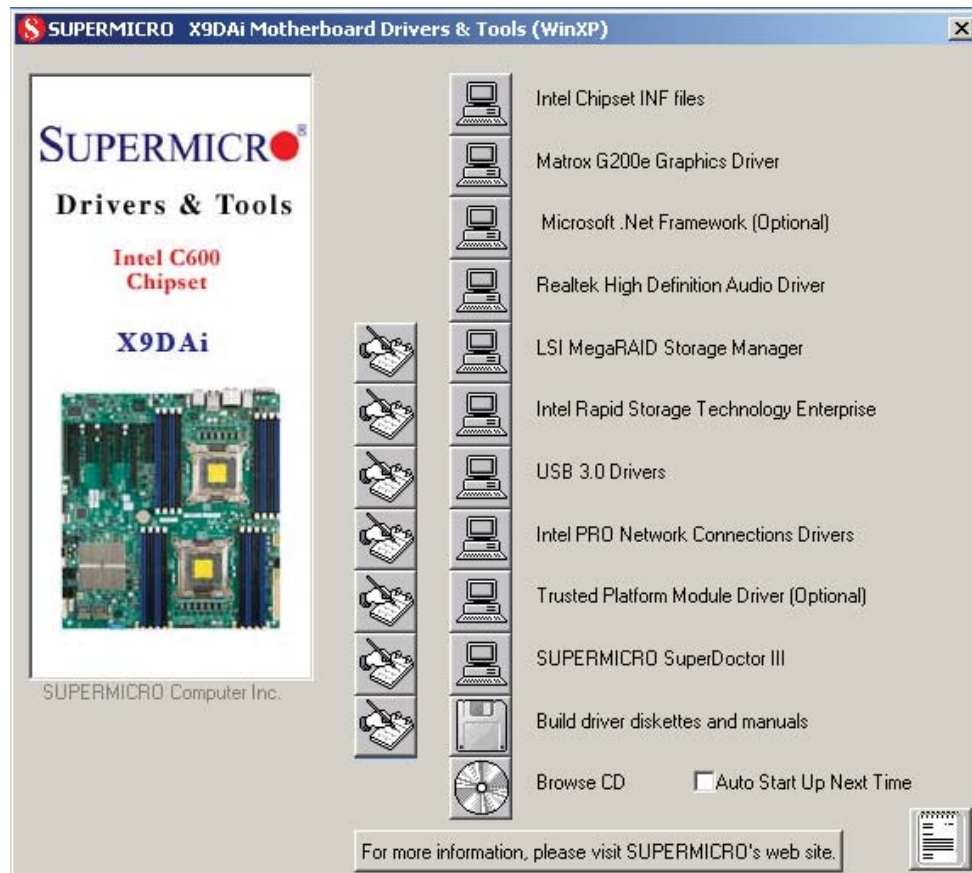 SUPERMICRO X9DAi Motherboard Drivers & Tools (WinXP)
SUPERMICRO®
Drivers & Tools
Intel C600
Chipset
X9DAi
SUPERMICRO Computer Inc.
Intel Chipset INF files
Matrox G200e Graphics Driver
Microsoft .Net Framework (Optional)
Realtek High Definition Audio Driver
LSI MegaRAID Storage Manager
Intel Rapid Storage Technology Enterprise
USB 3.0 Drivers
Intel PRO Network Connections Drivers
Trusted Platform Module Driver (Optional)
SUPERMICRO SuperDoctor III
Build driver diskettes and manuals
Browse CD
Auto Start Up Next Time
For more information, please visit SUPERMICRO's web site.